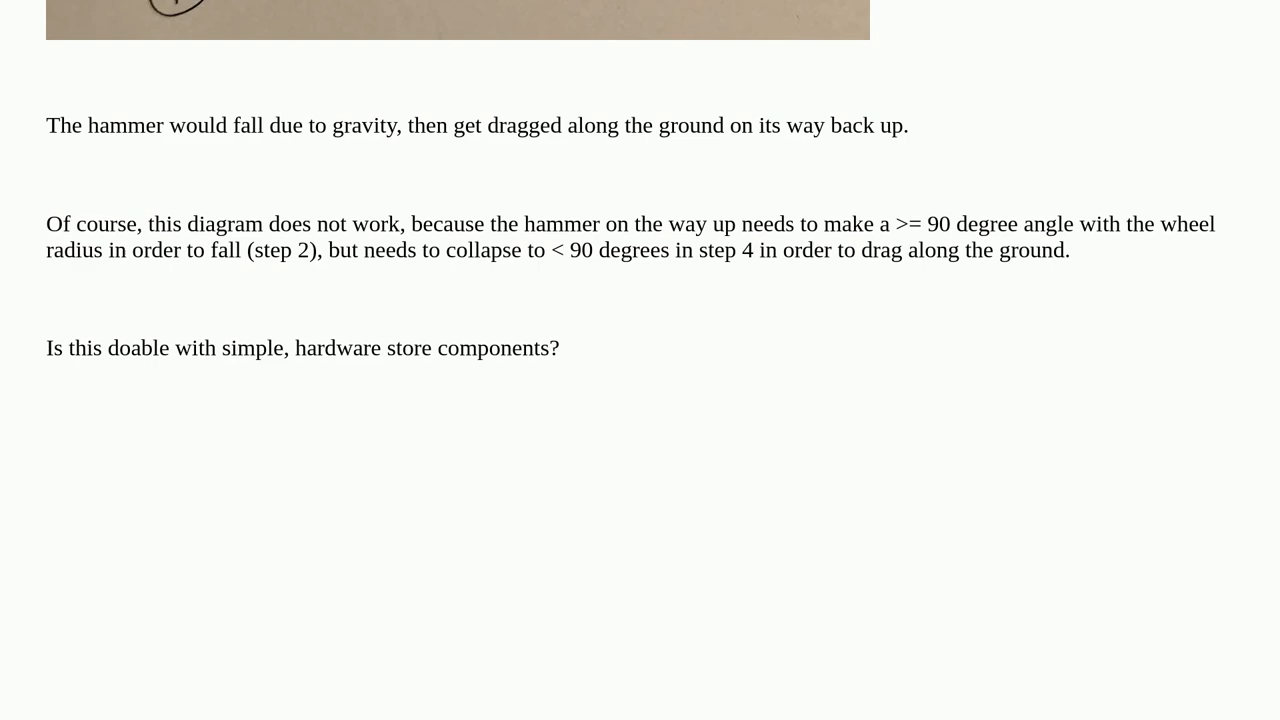 The hammer would fall due to gravity, then get dragged along the ground on its way back up.
Of course, this diagram does not work, because the hammer on the way up needs to make a >= 90 degree angle with the wheel
radius in order to fall (step 2), but needs to collapse to < 90 degrees in step 4 in order to drag along the ground.
Is this doable with simple, hardware store components?